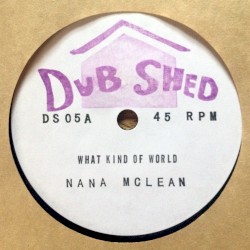 DUB SHED
DS05A 45 RPM
WHAT KIND OF WORLD
NANA MCLEAN